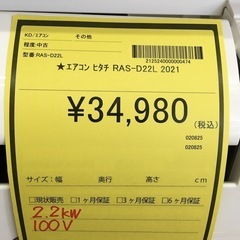 KD/エアコン その他
程度:中古
型番:RAS-D22L
2125240000000474
★エアコン ヒタチ RAS-D22L 2021
¥34,980
(税込)
020825 020825
サイズ:幅 奥行 高さ cm
□現状販売 □1ヶ月保証 □3ヶ月保証 □6ヶ月保証
2.2kW
100V